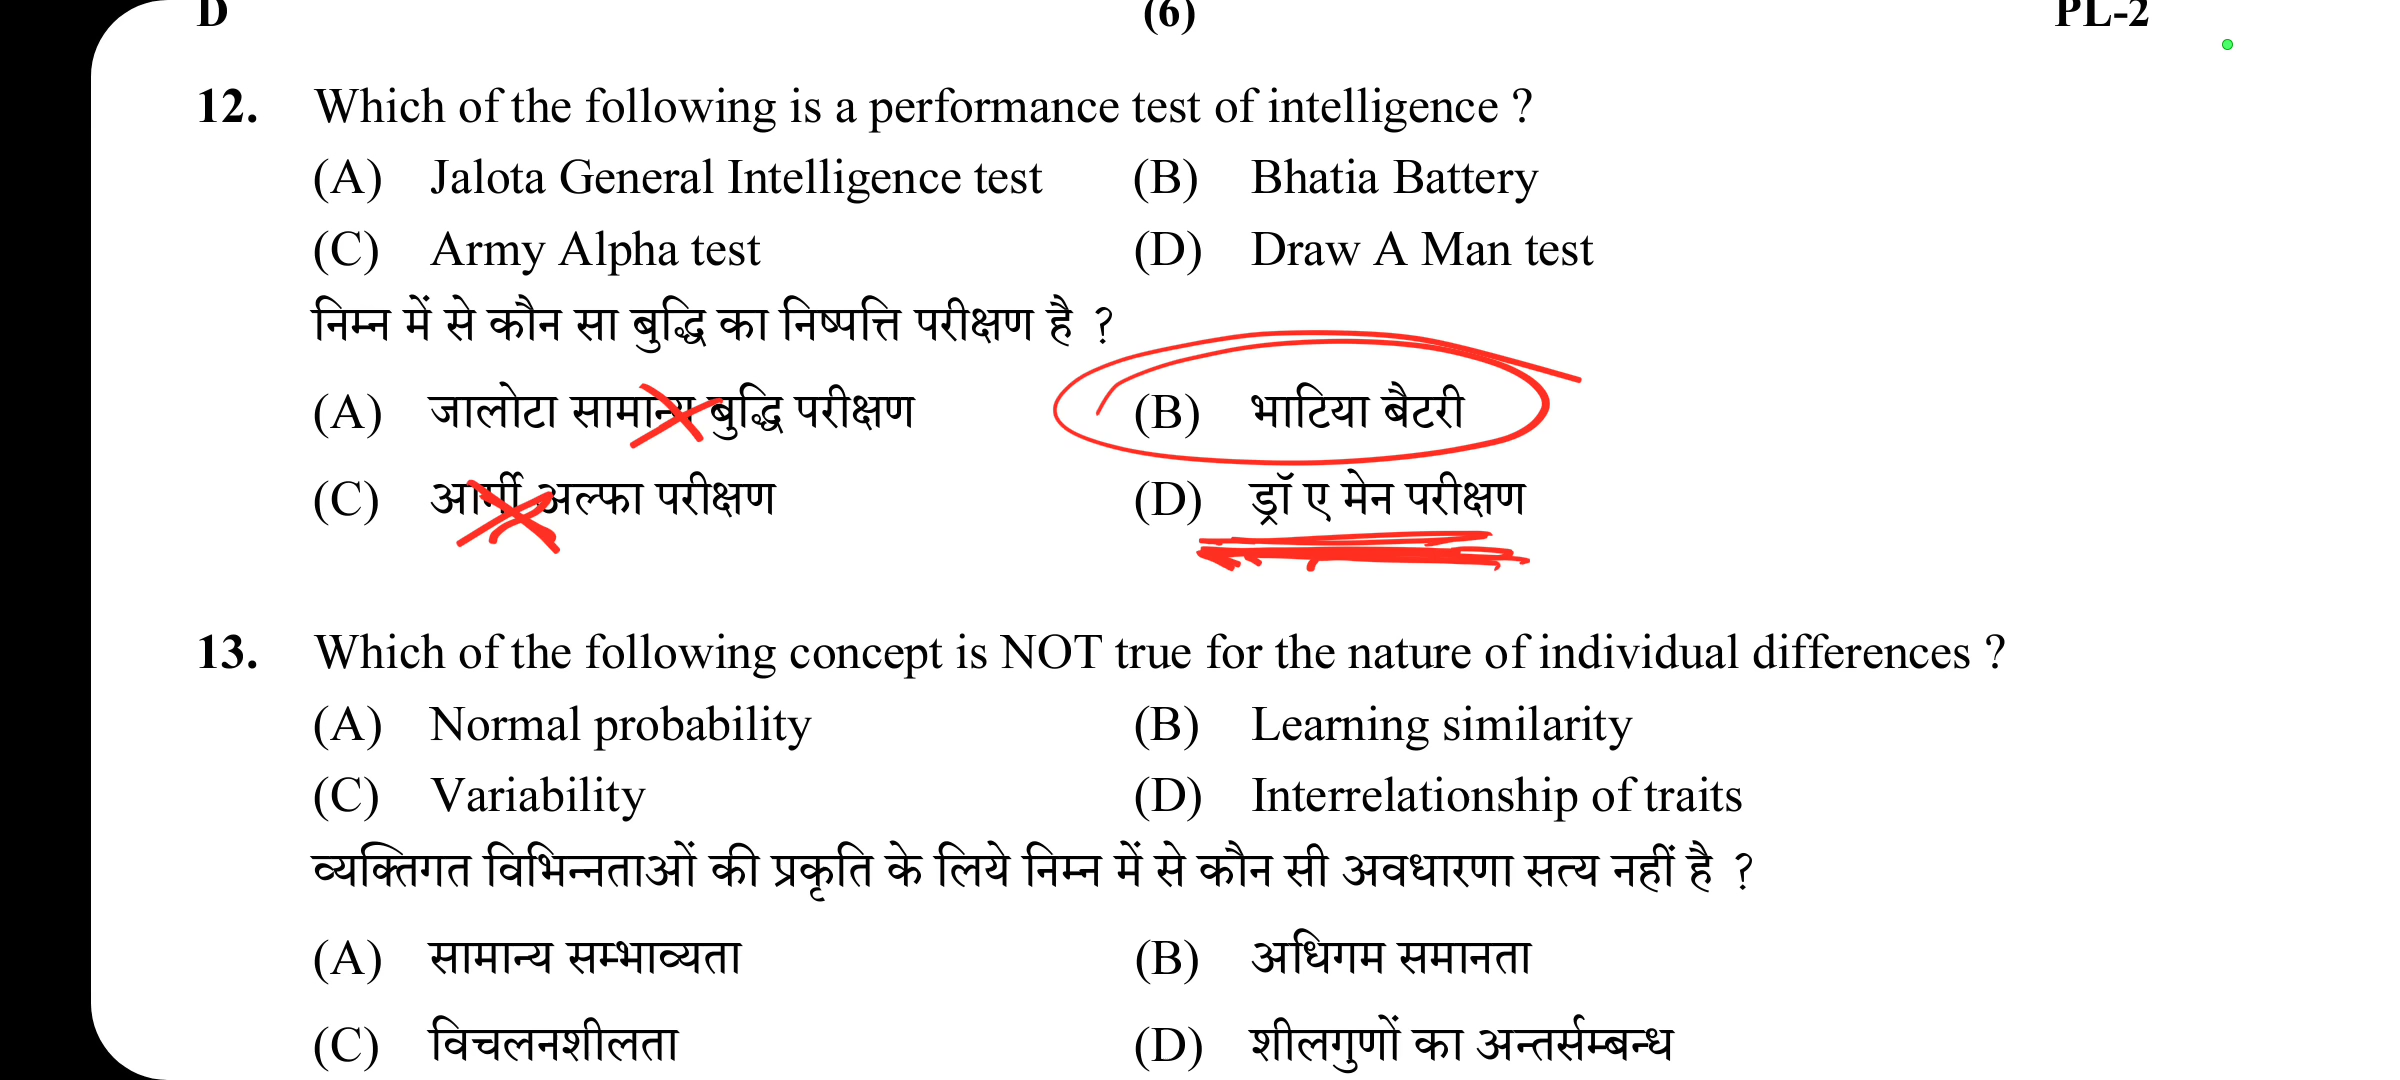 D (6) PL-2
12. Which of the following is a performance test of intelligence ?
(A) Jalota General Intelligence test (B) Bhatia Battery
(C) Army Alpha test (D) Draw A Man test
निम्न में से कौन सा बुद्धि का निष्पत्ति परीक्षण है ?
(A) जालोटा सामान्य बुद्धि परीक्षण (B) भाटिया बैटरी
(C) आर्मी अल्फा परीक्षण (D) ड्रॉ ए मेन परीक्षण
13. Which of the following concept is NOT true for the nature of individual differences ?
(A) Normal probability (B) Learning similarity
(C) Variability (D) Interrelationship of traits
व्यक्तिगत विभिन्नताओं की प्रकृति के लिये निम्न में से कौन सी अवधारणा सत्य नहीं है ?
(A) सामान्य सम्भाव्यता (B) अधिगम समानता
(C) विचलनशीलता (D) शीलगुणों का अन्तर्सम्बन्ध